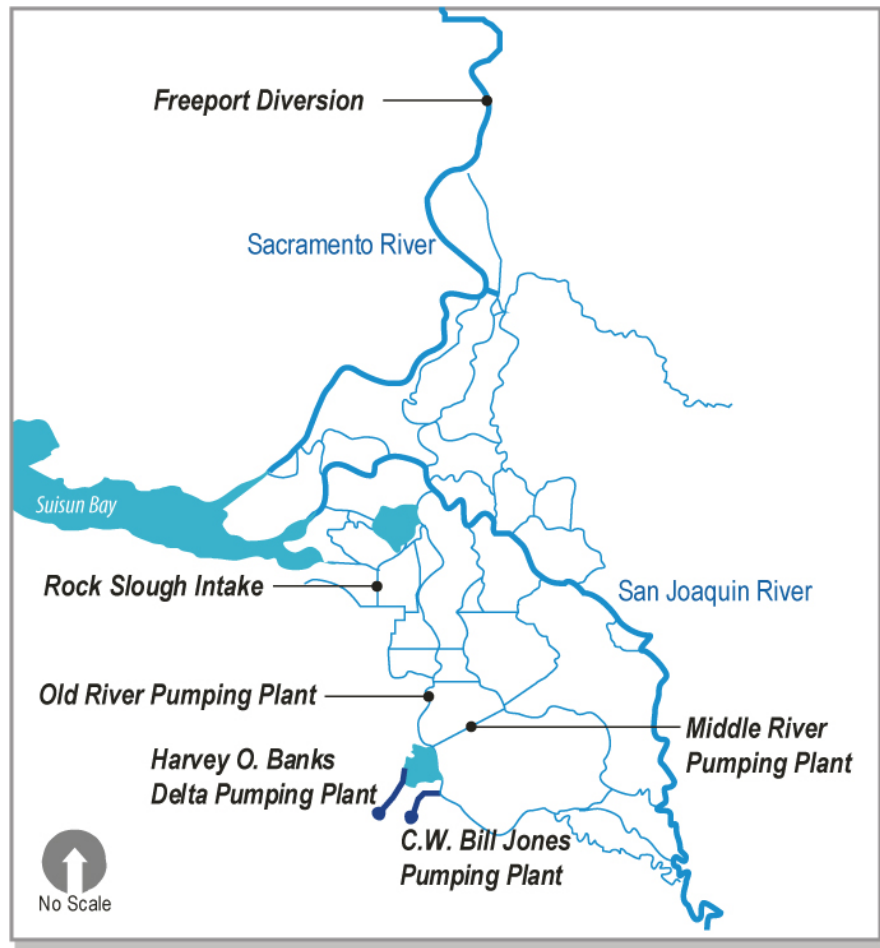 Freeport Diversion
Sacramento River
Suisun Bay
Rock Slough Intake
San Joaquin River
Old River Pumping Plant
Middle River
Pumping Plant
Harvey O. Banks
Delta Pumping Plant
C.W. Bill Jones
Pumping Plant
No Scale